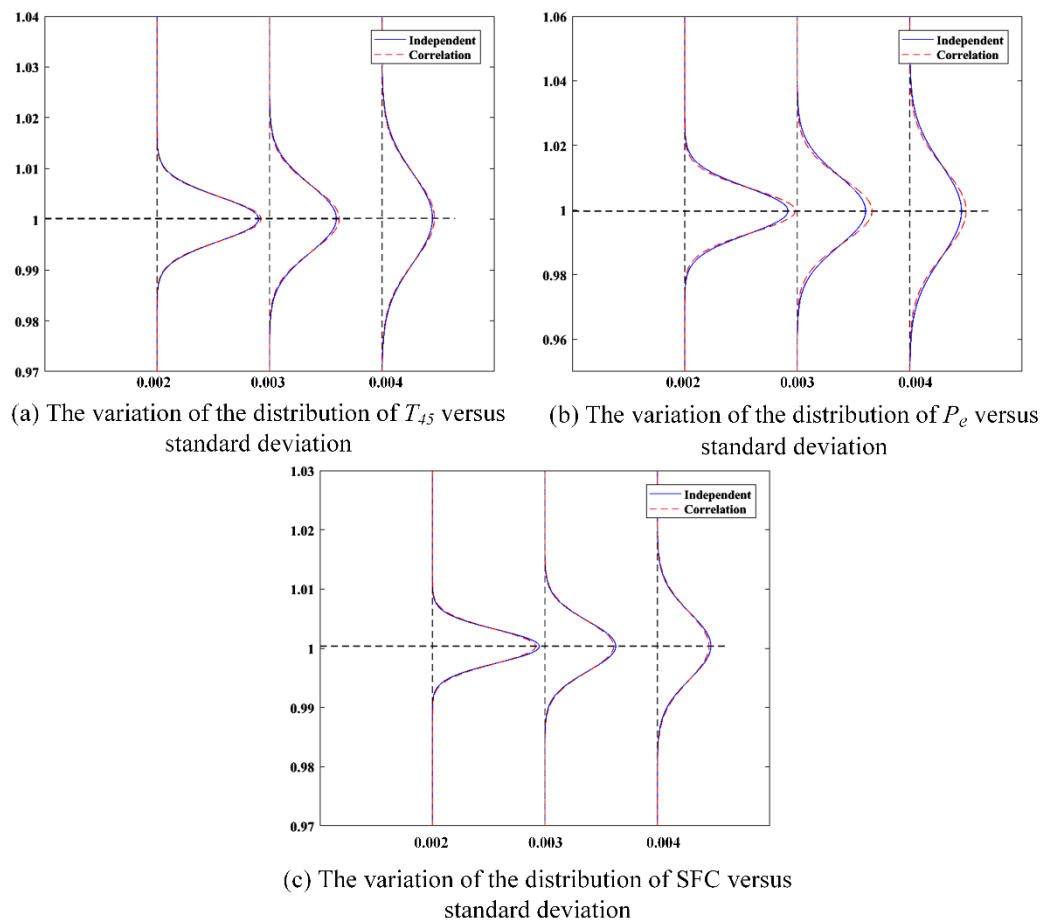 1.04
1.03
1.02
1.01
1
0.99
0.98
0.97
Independent
Correlation
0.002
0.003
0.004
(a) The variation of the distribution of T45 versus
standard deviation
1.06
1.04
1.02
1
0.98
0.96
Independent
Correlation
0.002
0.003
0.004
(b) The variation of the distribution of Pe versus
standard deviation
1.03
1.02
1.01
1
0.99
0.98
0.97
Independent
Correlation
0.002
0.003
0.004
(c) The variation of the distribution of SFC versus
standard deviation